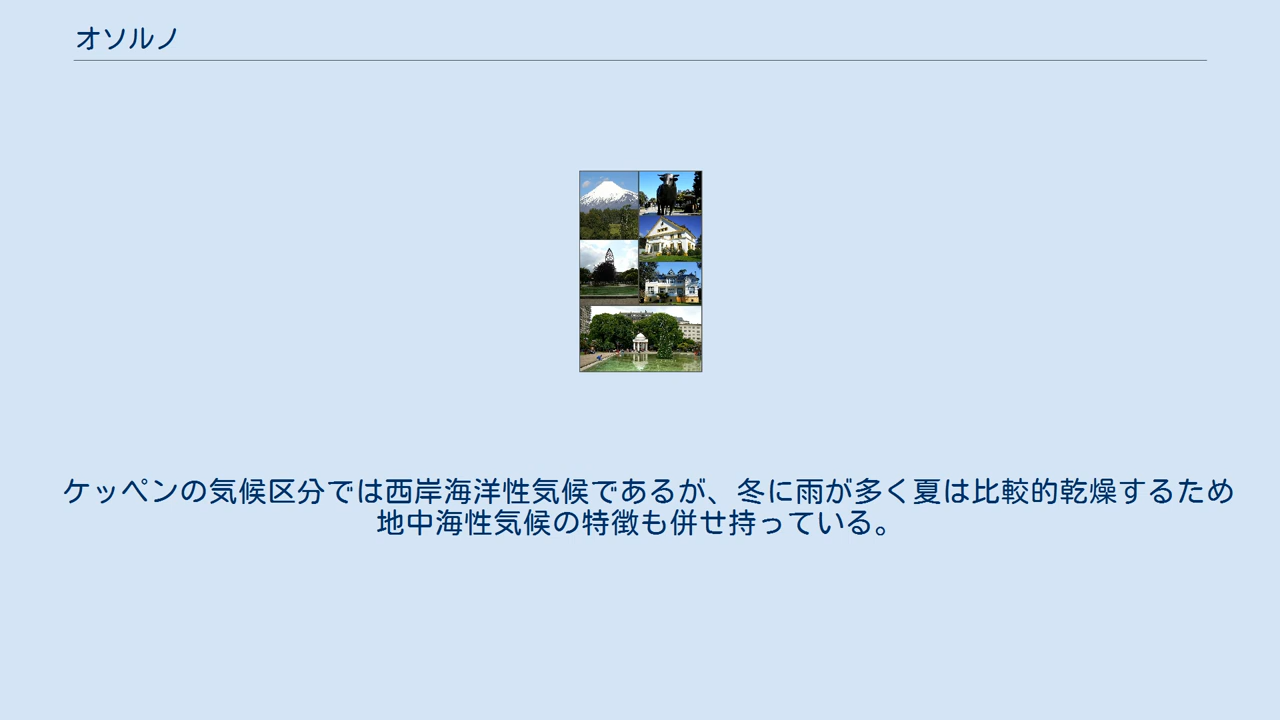 オソルノ
ケッペンの気候区分では西岸海洋性気候であるが、冬に雨が多く夏は比較的乾燥するため
地中海性気候の特徴も併せ持っている。